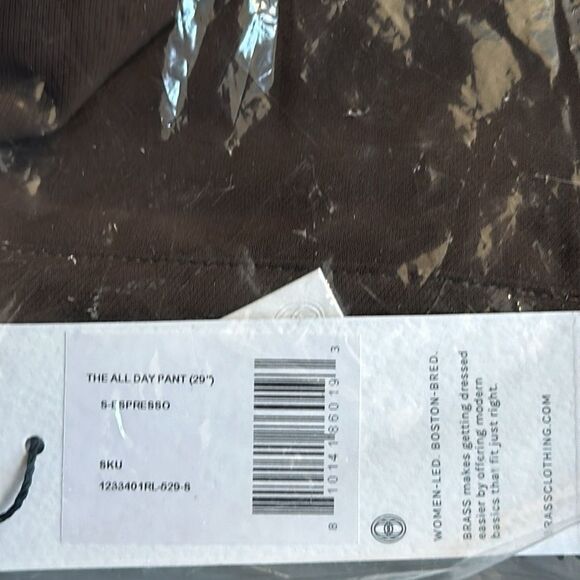 THE ALL DAY PANT (29")
S-ESPRESSO
SKU
1233401RL-529-S
8 10141 86019 3
WOMEN-LED. BOSTON-BRED.
BRASS makes getting dressed
easier by offering modern
basics that fit just right.
RASSCLOTHING.COM